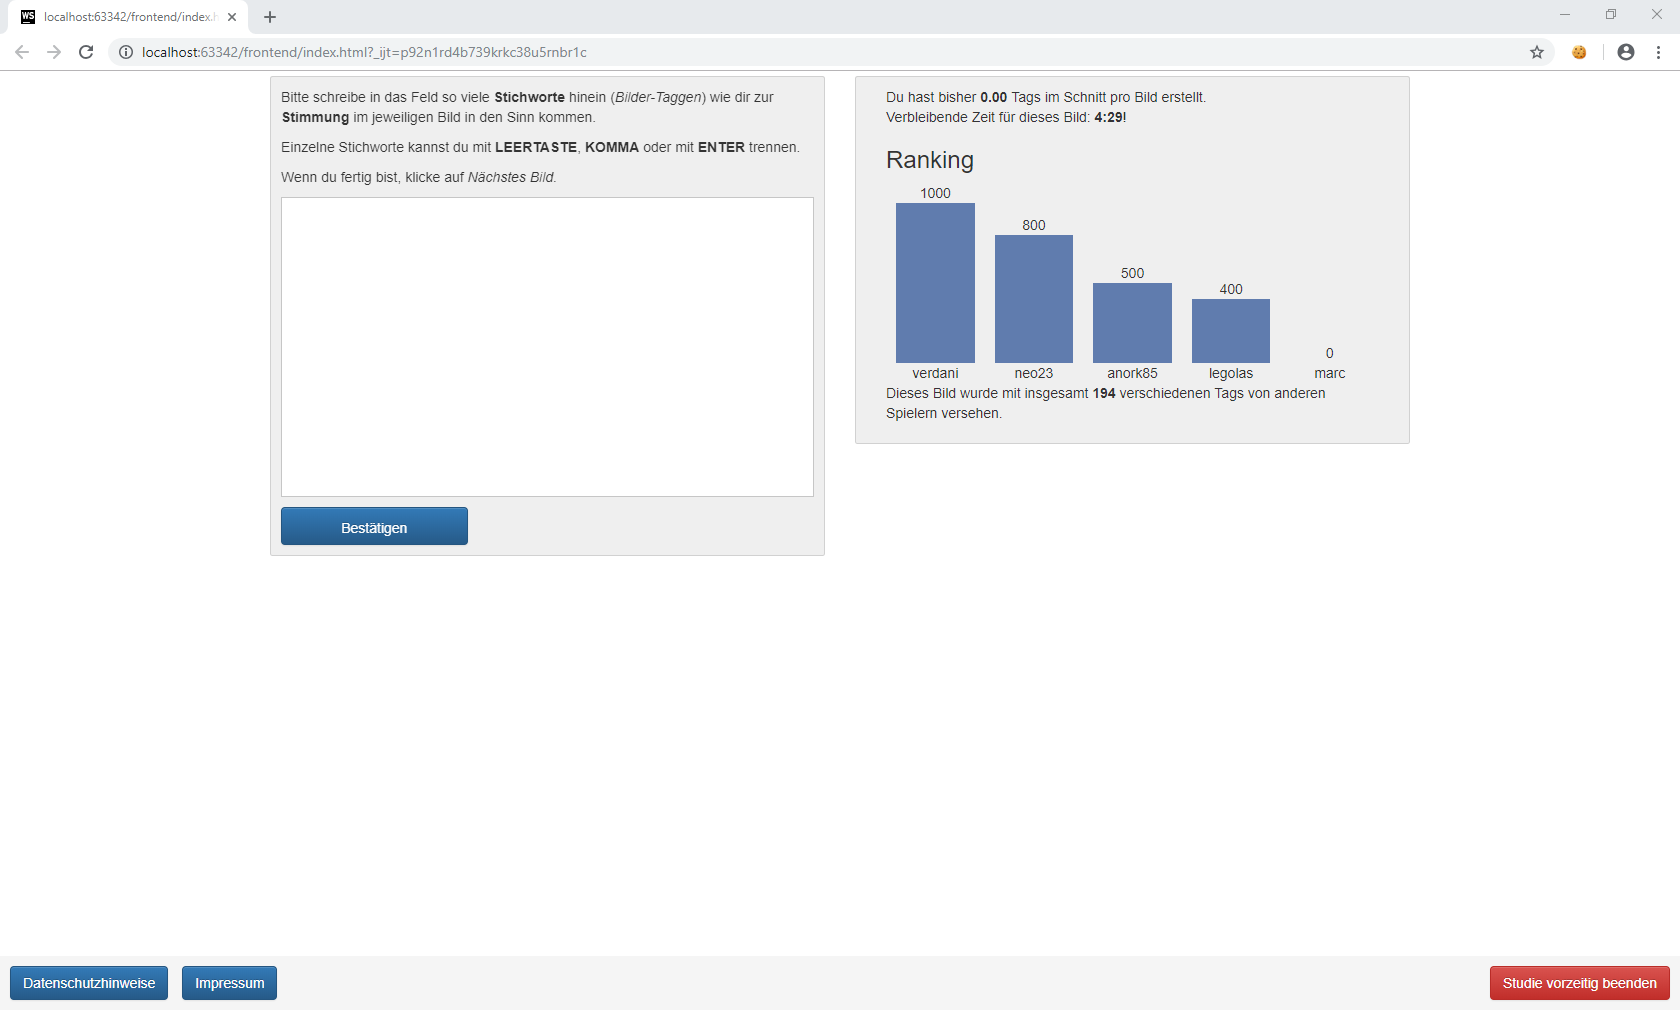 WS localhost:63342/frontend/index.h
localhost:63342/frontend/index.html?_ijt=p92n1rd4b739krkc38u5rnbr1c
Bitte schreibe in das Feld so viele Stichworte hinein (Bilder-Taggen) wie dir zur
Stimmung im jeweiligen Bild in den Sinn kommen.
Einzelne Stichworte kannst du mit LEERTASTE, KOMMA oder mit ENTER trennen.
Wenn du fertig bist, klicke auf Nächstes Bild.
Bestätigen
Du hast bisher 0.00 Tags im Schnitt pro Bild erstellt.
Verbleibende Zeit für dieses Bild: 4:29!
Ranking
1000
800
500
400
0
verdani neo23 anork85 legolas marc
Dieses Bild wurde mit insgesamt 194 verschiedenen Tags von anderen
Spielern versehen.
Datenschutzhinweise Impressum Studie vorzeitig beenden